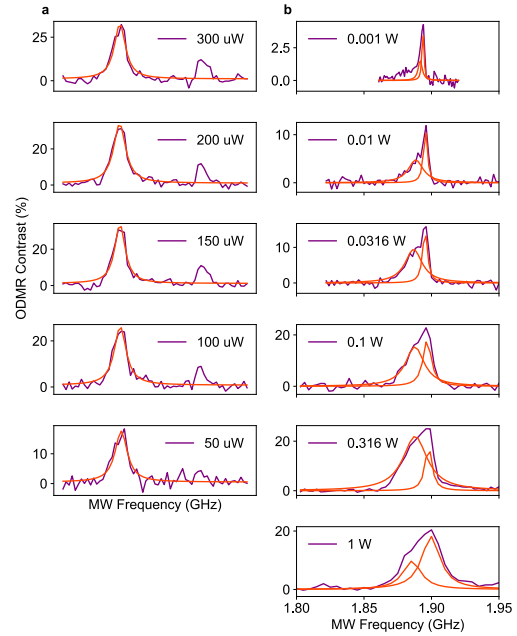 a
300 uW
25
0
200 uW
20
0
150 uW
20
0
100 uW
20
0
50 uW
20
0
ODMR Contrast (%)
MW Frequency (GHz)
b
0.001 W
2.5
0.0
0.01 W
10
0
0.0316 W
10
0
0.1 W
20
0
0.316 W
20
0
1 W
20
0
1.80 1.85 1.90 1.95
MW Frequency (GHz)